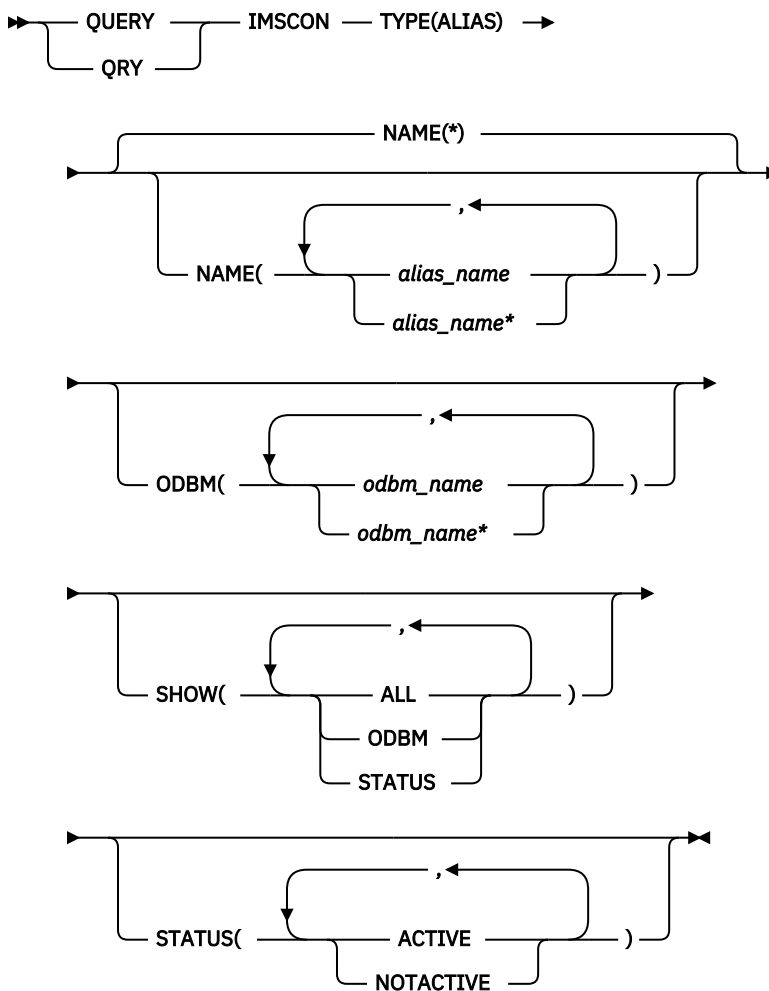 QUERY IMSCON TYPE(ALIAS)
QRY
NAME(*)
,
NAME( alias_name )
alias_name*
,
ODBM( odbm_name )
odbm_name*
,
SHOW( ALL )
ODBM
STATUS
,
STATUS( ACTIVE )
NOTACTIVE